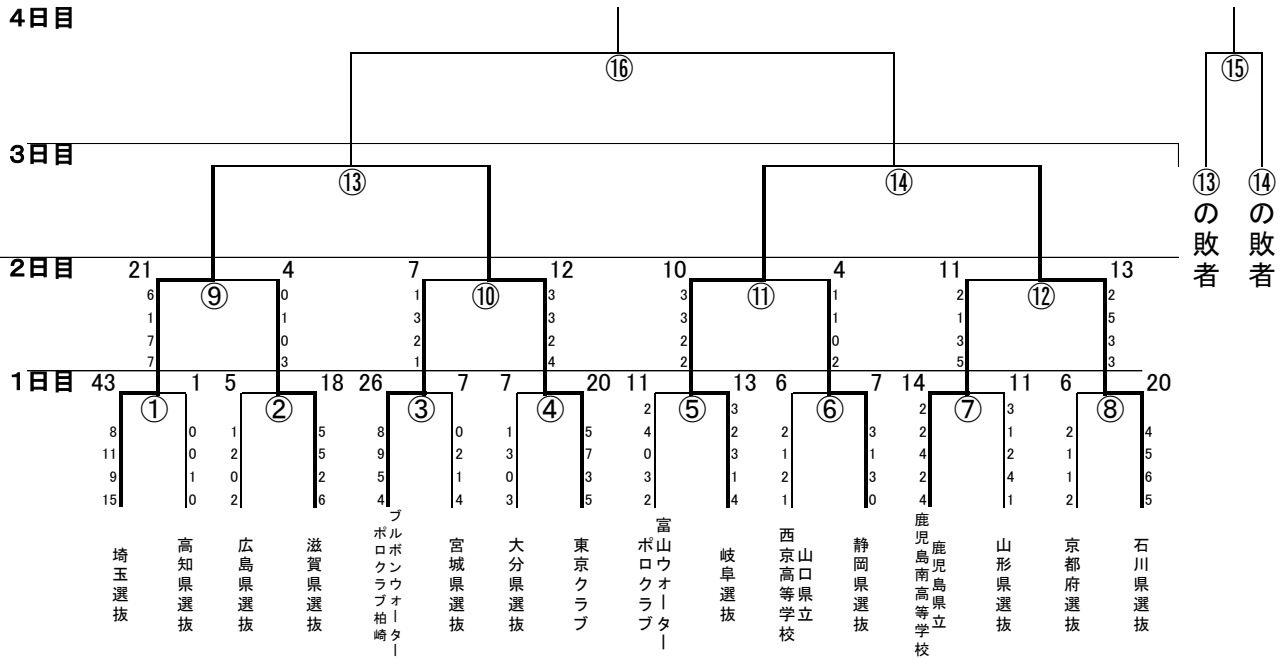 4日目
⑯
⑮
3日目
⑬
⑭
⑬の敗者
⑭の敗者
2日目
21
4
7
12
10
4
11
13
⑨
⑩
⑪
⑫
6 0 1 3 3 1 2 2
1 1 3 3 3 1 1 5
7 0 2 2 2 0 3 3
7 3 1 4 2 2 5 3
1日目
43 1 5 18 26 7 7 20 11 13 6 7 14 11 6 20
① ② ③ ④ ⑤ ⑥ ⑦ ⑧
2 3 2 3
8 0 1 5 8 0 1 5 4 2 2 3 2 1 2 4
11 0 2 5 9 2 3 7 0 3 1 1 4 2 1 5
9 1 0 2 5 1 0 3 3 1 2 3 2 4 1 6
15 0 2 6 4 4 3 5 2 4 1 0 4 1 2 5
埼玉選抜
高知県選抜
広島県選抜
滋賀県選抜
ブルボンウォーター
ポロクラブ柏崎
宮城県選抜
大分県選抜
東京クラブ
富山ウォーター
ポロクラブ
岐阜選抜
山口県立
西京高等学校
静岡県選抜
鹿児島県立
鹿児島南高等学校
山形県選抜
京都府選抜
石川県選抜